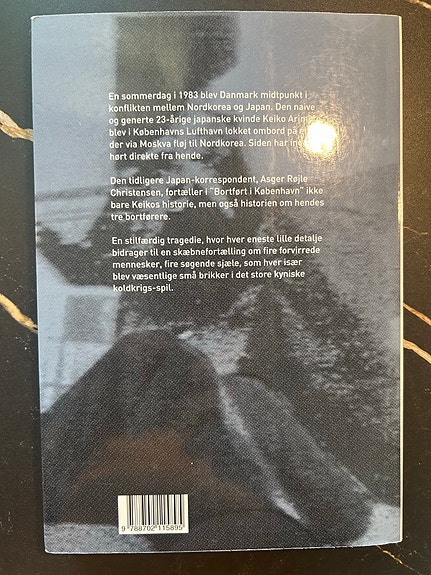 En sommerdag i 1983 blev Danmark midtpunkt i
konflikten mellem Nordkorea og Japan. Den naive
og generte 23-årige japanske kvinde Keiko
blev i Københavns Lufthavn lokket ombord på
der via Moskva fløj til Nordkorea. Siden har
hørt direkte fra hende.
Den tidligere Japan-korrespondent, Asger Røjle
Christensen, fortæller i "Bortført i København" ikke
bare Keikos historie, men også historien om hendes
tre bortførere.
En stilfærdig tragedie, hvor hver eneste lille detalje
bidrager til en skæbnefortælling om fire forvirrede
mennesker, fire søgende sjæle, som hver især
blev væsentlige små brikker i det store kyniske
koldkrigs-spil.
9 788702 115895